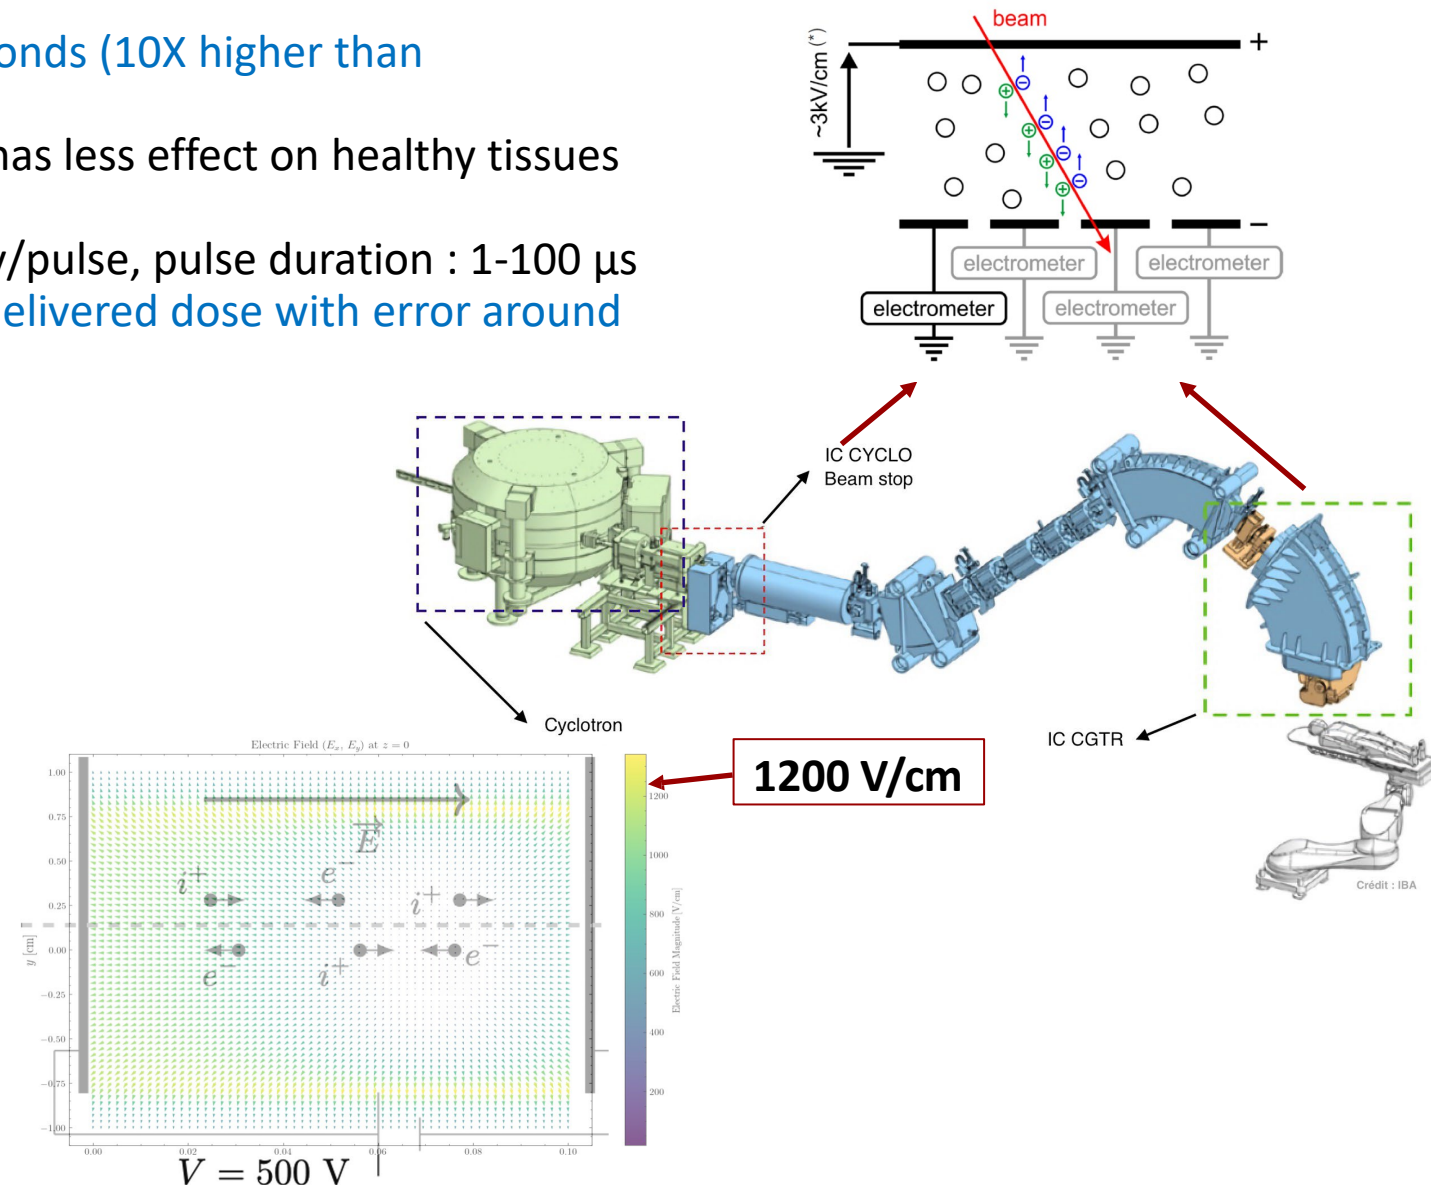 onds (10X higher than
has less effect on healthy tissues
y/pulse, pulse duration : 1-100 µs
elivered dose with error around
beam
~3kV/cm (*)
+
−
electrometer
electrometer
electrometer
electrometer
IC CYCLO
Beam stop
Cyclotron
IC CGTR
Crédit : IBA
1200 V/cm
Electric Field (Ex, Ey) at z = 0
1.00
0.75
0.50
0.25
0.00
−0.25
−0.50
−0.75
−1.00
y [cm]
E
i+
e−
i+
e−
i+
e−
0.00
0.02
0.04
0.06
0.08
0.10
1200
1000
800
600
400
200
Electric Field Magnitude [V/cm]
V = 500 V